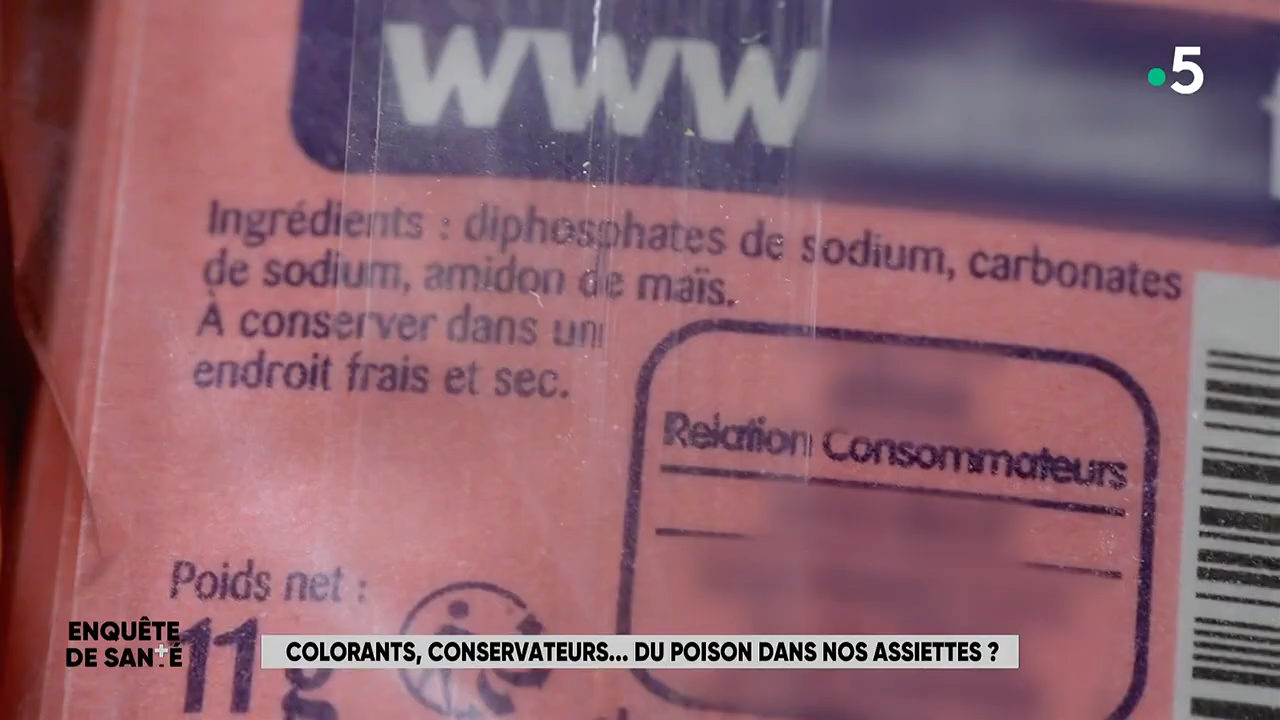 www
5
Ingrédients : diphosphates de sodium, carbonates
de sodium, amidon de maïs.
À conserver dans un
endroit frais et sec.
Relation Consommateurs
Poids net :
11 g
ENQUÊTE
DE SANTÉ
COLORANTS, CONSERVATEURS... DU POISON DANS NOS ASSIETTES ?